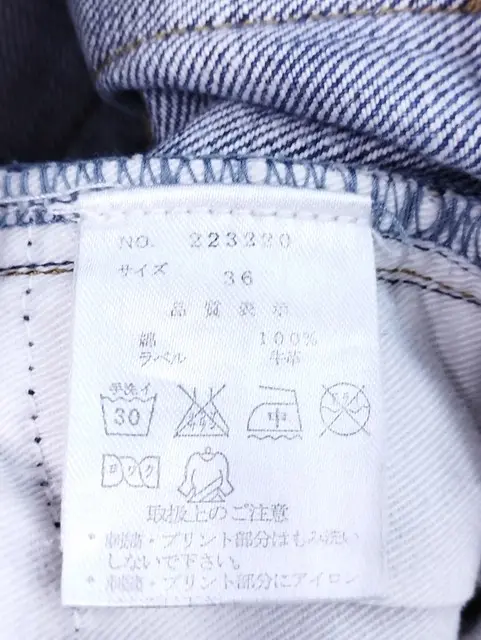 NO. 223220
サイズ 36
品質表示
綿 100%
ラベル 牛革
手洗イ
30
中
ドライ
ヨワク
取扱上のご注意
* 刺繍・プリント部分はもみ洗い
しないで下さい。
* 刺繍・プリント部分にアイロン